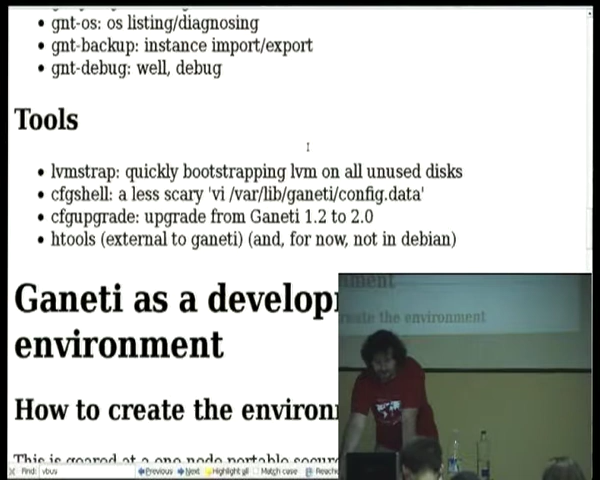 • gnt-os: os listing/diagnosing
• gnt-backup: instance import/export
• gnt-debug: well, debug
Tools
• lvmstrap: quickly bootstrapping lvm on all unused disks
• cfgshell: a less scary 'vi /var/lib/ganeti/config.data'
• cfgupgrade: upgrade from Ganeti 1.2 to 2.0
• htools (external to ganeti) (and, for now, not in debian)
Ganeti as a develop
environment
How to create the environ
This is geared at a one node portable secure
Find: vbus Previous Next Highlight all Match case
nment
create the environment